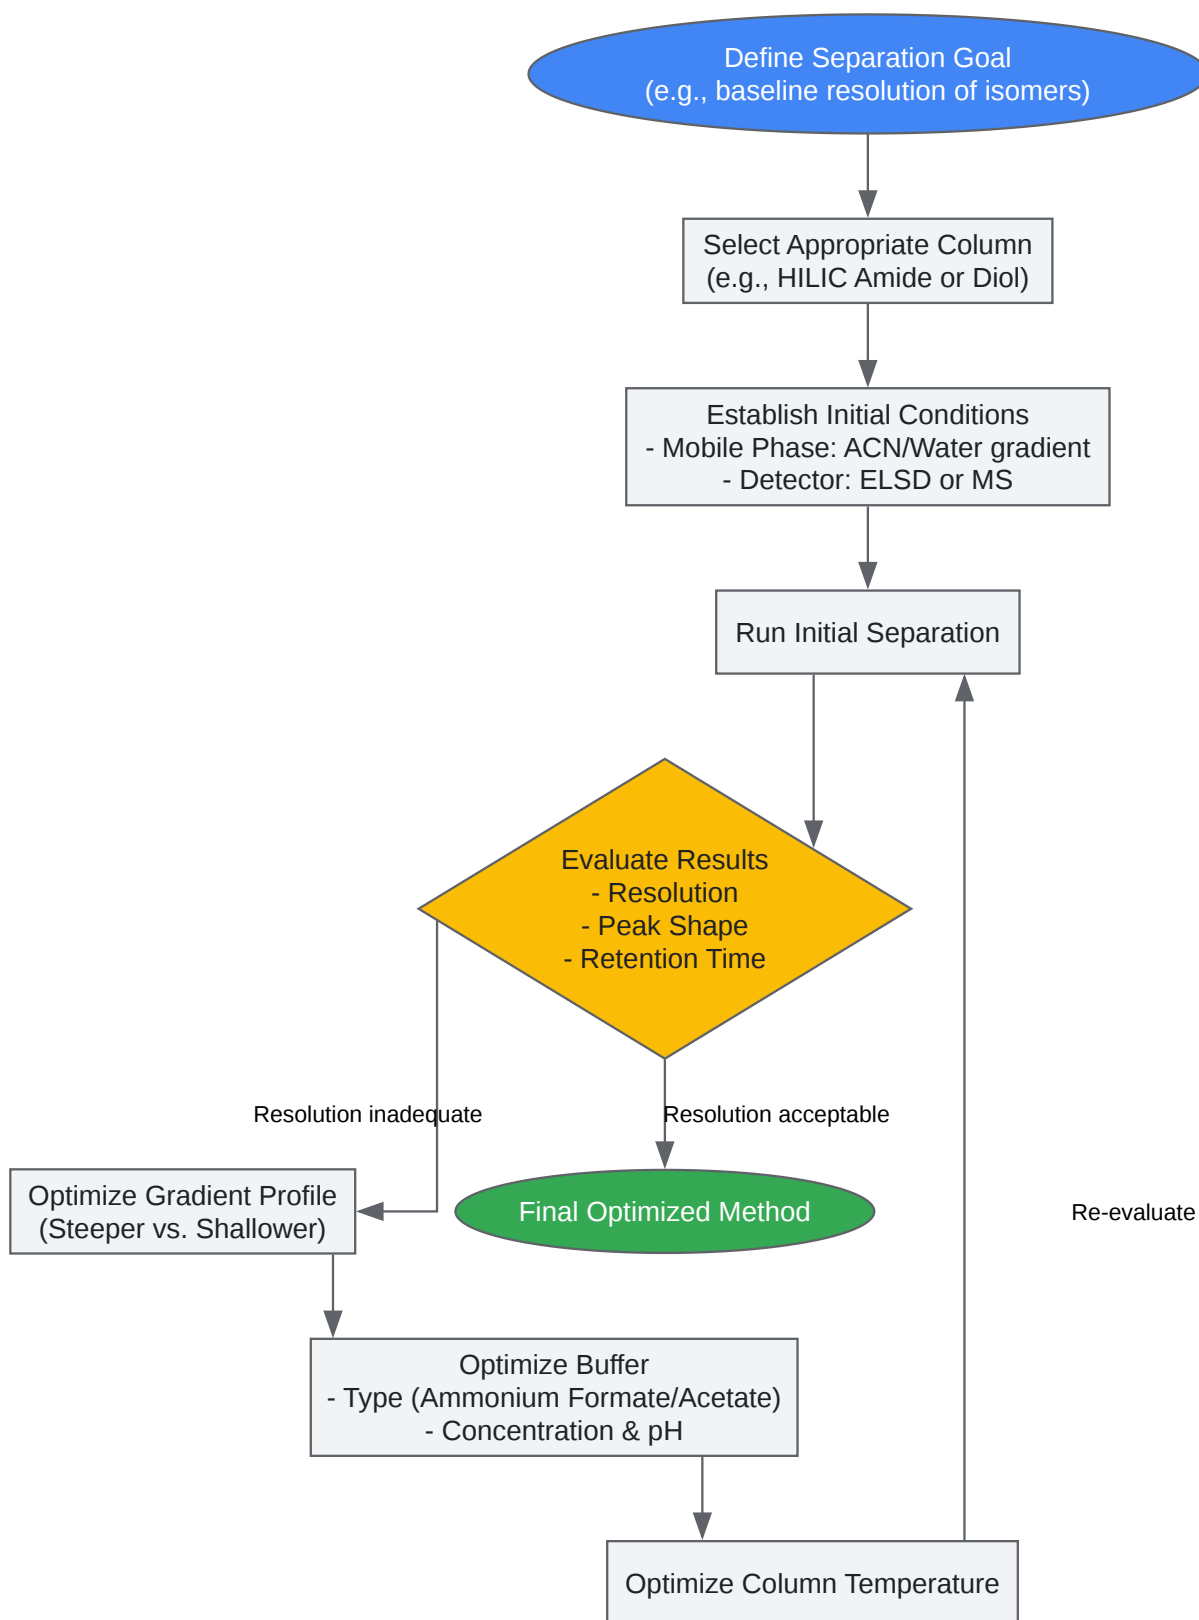 Define Separation Goal
(e.g., baseline resolution of isomers)
Select Appropriate Column
(e.g., HILIC Amide or Diol)
Establish Initial Conditions
- Mobile Phase: ACN/Water gradient
- Detector: ELSD or MS
Run Initial Separation
Evaluate Results
- Resolution
- Peak Shape
- Retention Time
Resolution inadequate
Resolution acceptable
Optimize Gradient Profile
(Steeper vs. Shallower)
Final Optimized Method
Re-evaluate
Optimize Buffer
- Type (Ammonium Formate/Acetate)
- Concentration & pH
Optimize Column Temperature